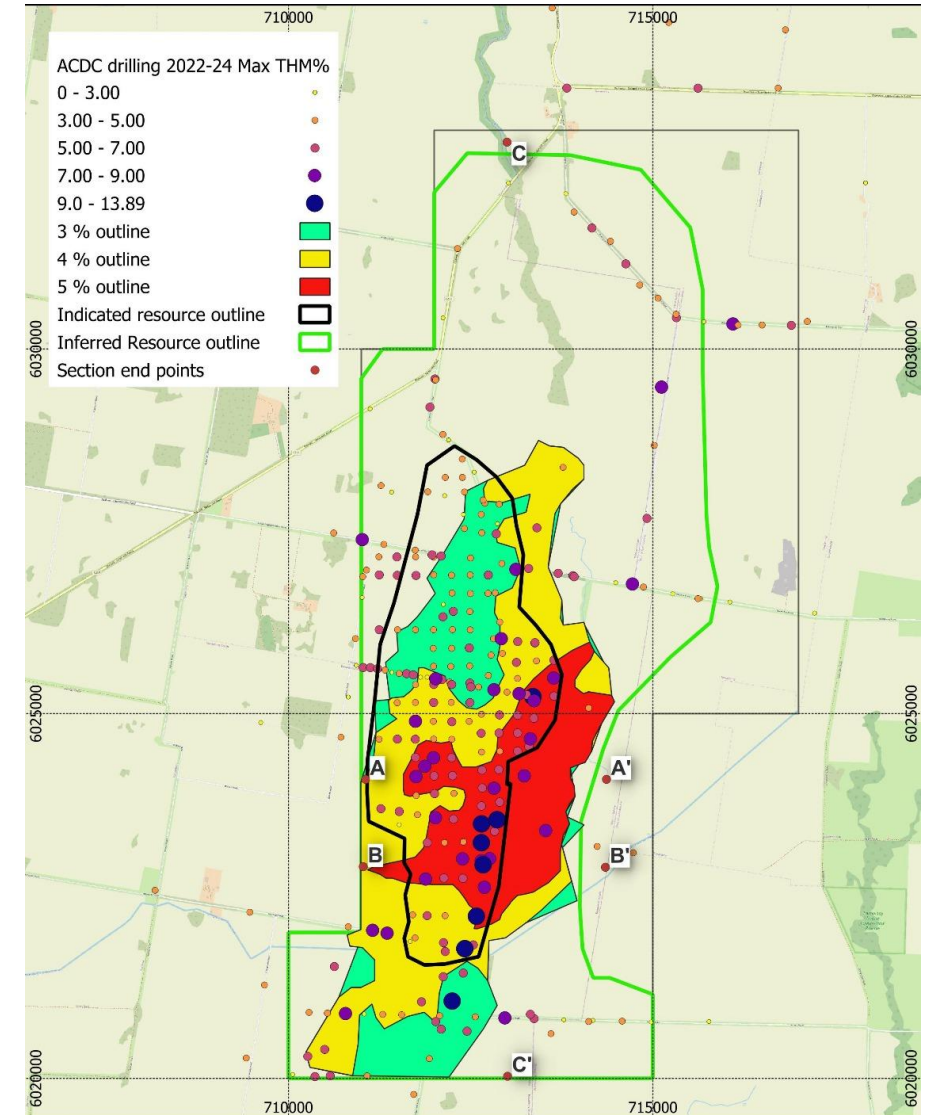 710000 715000
ACDC drilling 2022-24 Max THM%
0 - 3.00
3.00 - 5.00
5.00 - 7.00
7.00 - 9.00
9.0 - 13.89
3 % outline
4 % outline
5 % outline
Indicated resource outline
Inferred Resource outline
Section end points
C
6030000 6030000
6025000 6025000
A A'
B B'
C'
6020000 6020000
710000 715000